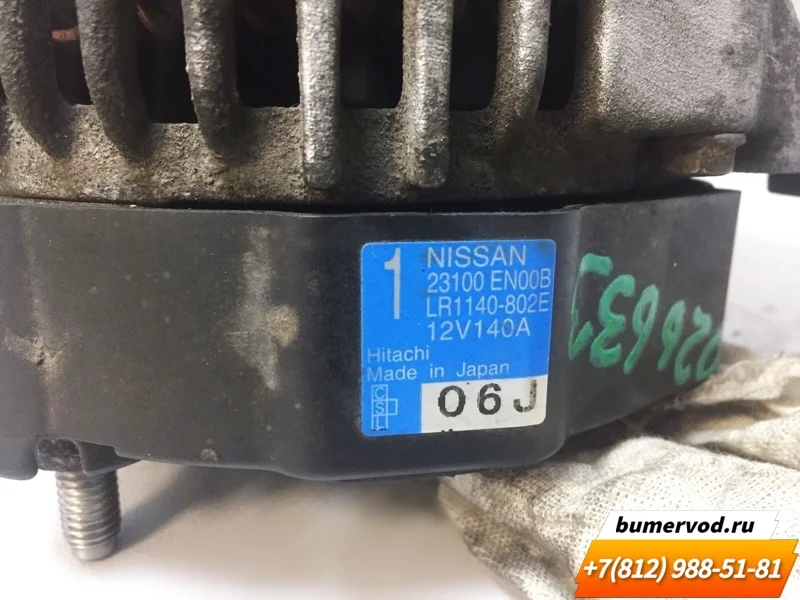 1
NISSAN
23100 EN00B
LR1140-802E
12V140A
Hitachi
Made in Japan
06J
bumervod.ru
+7(812) 988-51-81